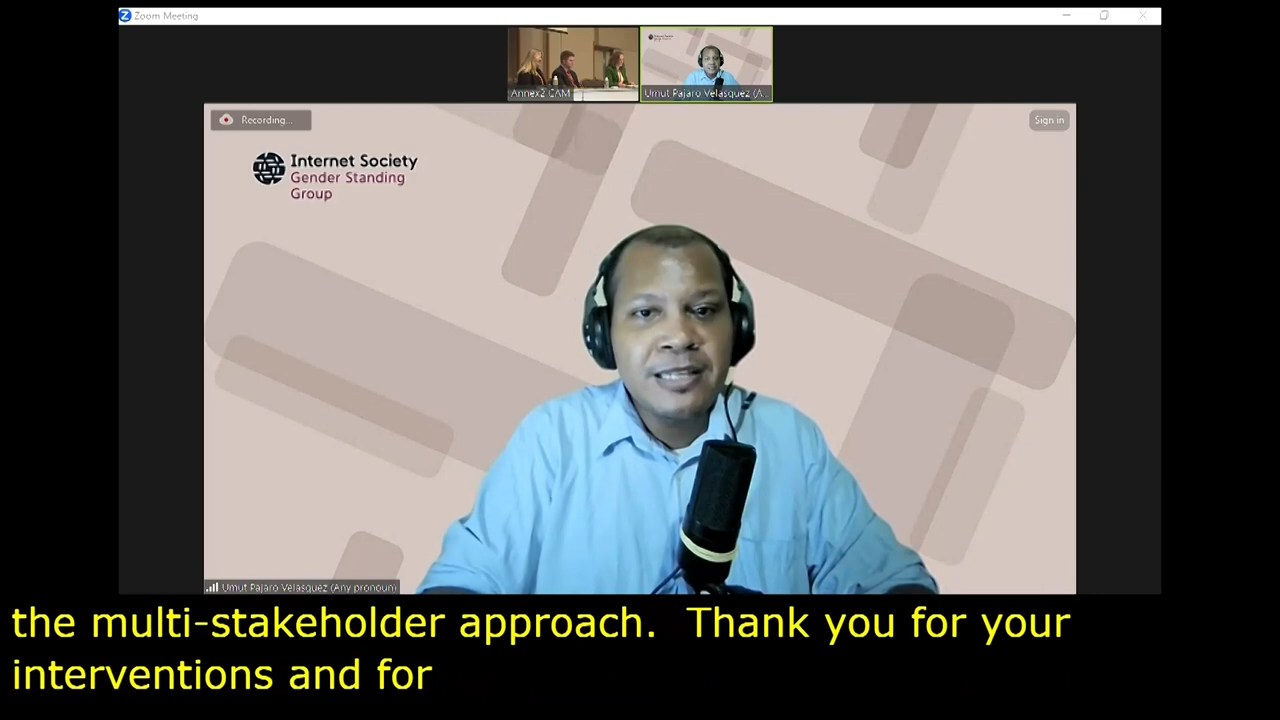 Zoom Meeting
Annex2 CAM
Umut Pajaro Velasquez (A...
Recording...
Sign in
Internet Society
Gender Standing
Group
Umut Pajaro Velasquez (Any pronoun)
the multi-stakeholder approach.  Thank you for your
interventions and for